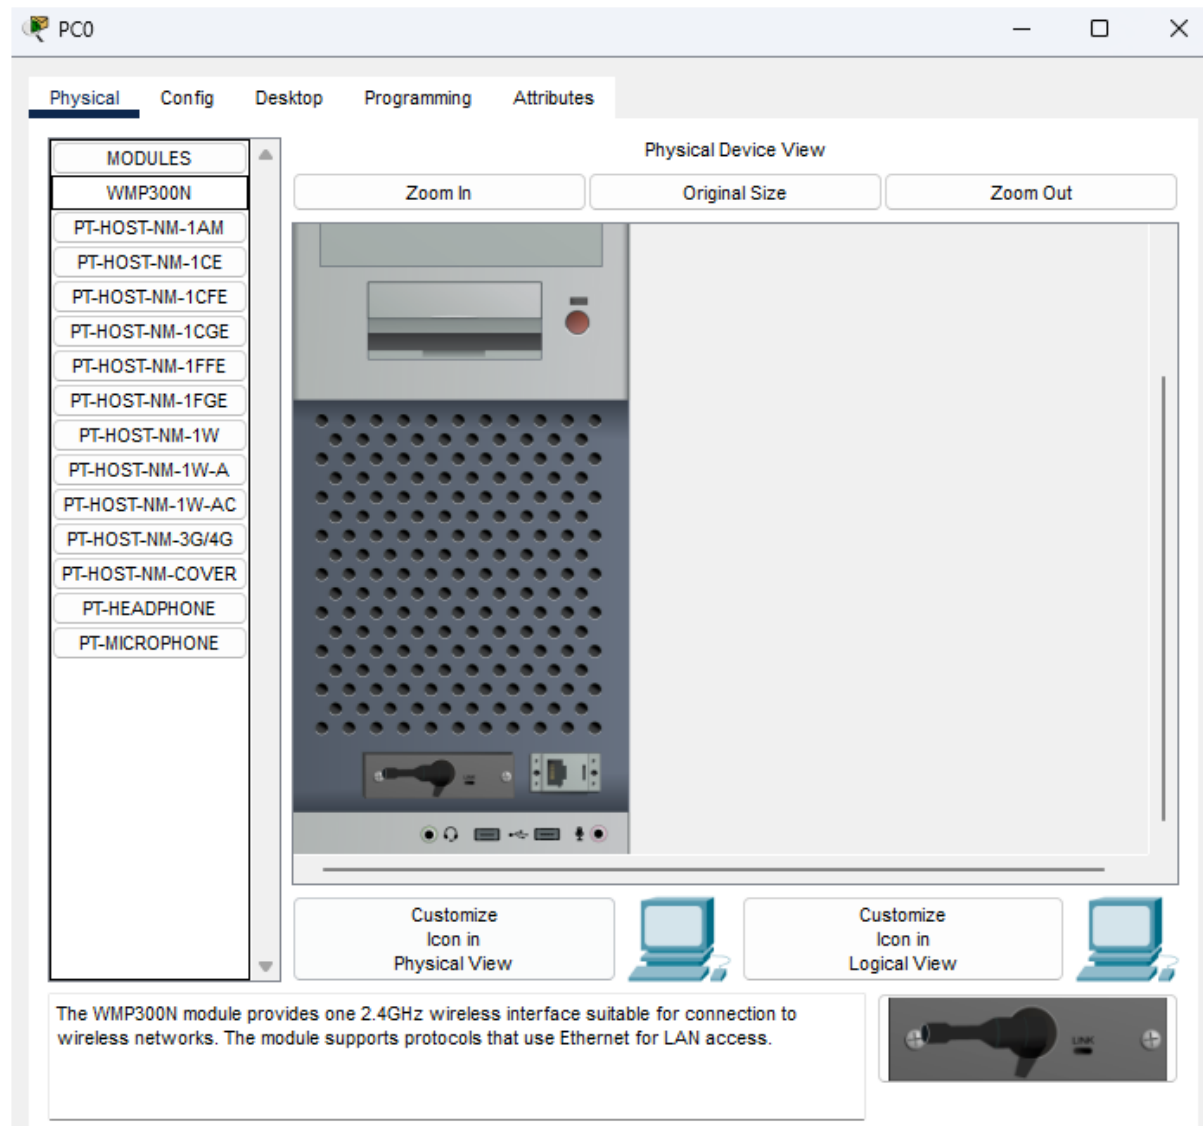 PC0
Physical Config Desktop Programming Attributes
MODULES
WMP300N
PT-HOST-NM-1AM
PT-HOST-NM-1CE
PT-HOST-NM-1CFE
PT-HOST-NM-1CGE
PT-HOST-NM-1FFE
PT-HOST-NM-1FGE
PT-HOST-NM-1W
PT-HOST-NM-1W-A
PT-HOST-NM-1W-AC
PT-HOST-NM-3G/4G
PT-HOST-NM-COVER
PT-HEADPHONE
PT-MICROPHONE
Physical Device View
Zoom In Original Size Zoom Out
LINK
Customize
Icon in
Physical View
Customize
Icon in
Logical View
The WMP300N module provides one 2.4GHz wireless interface suitable for connection to
wireless networks. The module supports protocols that use Ethernet for LAN access.
LINK